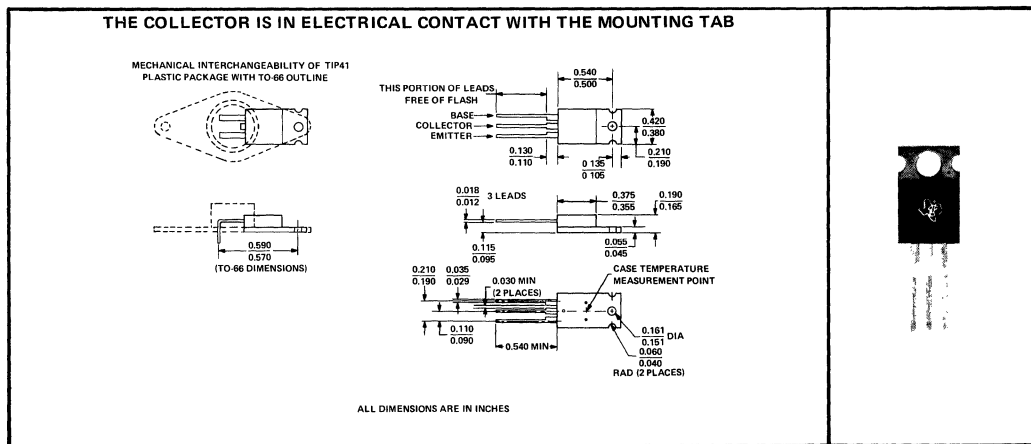 THE COLLECTOR IS IN ELECTRICAL CONTACT WITH THE MOUNTING TAB
MECHANICAL INTERCHANGEABILITY OF TIP41
PLASTIC PACKAGE WITH TO-66 OUTLINE
0.590
0.570
(TO-66 DIMENSIONS)
0.540
0.500
THIS PORTION OF LEADS
FREE OF FLASH
BASE
COLLECTOR
EMITTER
0.420
0.380
0.130
0.110
0.210
0.190
0.135
0 105
0.018
0.012
3 LEADS
0.375
0.355
0.190
0.165
0.115
0.095
0.055
0.045
CASE TEMPERATURE
MEASUREMENT POINT
0.210
0.190
0.035
0.029
0.030 MIN
(2 PLACES)
0.110
0.090
0.540 MIN
0.161
0.151
DIA
0.060
0.040
RAD (2 PLACES)
ALL DIMENSIONS ARE IN INCHES